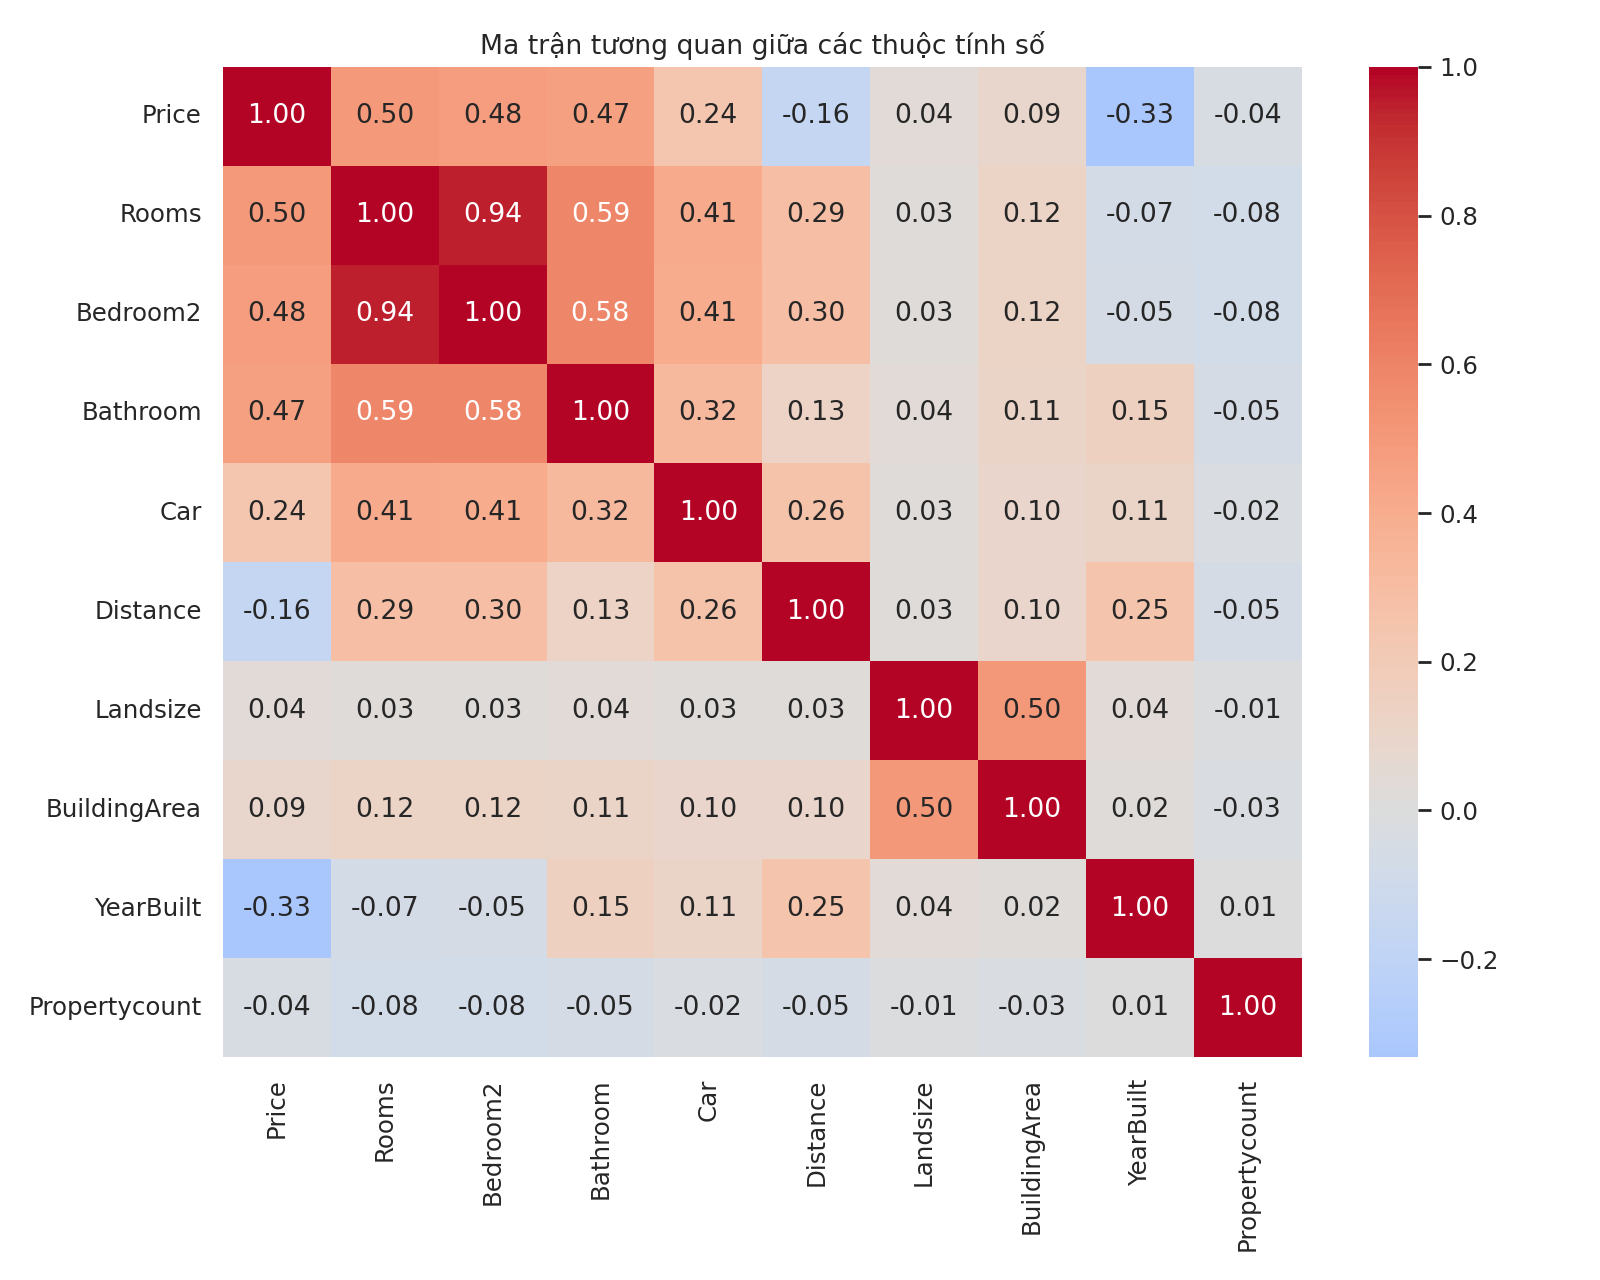 Ma trận tương quan giữa các thuộc tính số
Price 1.00 0.50 0.48 0.47 0.24 -0.16 0.04 0.09 -0.33 -0.04
Rooms 0.50 1.00 0.94 0.59 0.41 0.29 0.03 0.12 -0.07 -0.08
Bedroom2 0.48 0.94 1.00 0.58 0.41 0.30 0.03 0.12 -0.05 -0.08
Bathroom 0.47 0.59 0.58 1.00 0.32 0.13 0.04 0.11 0.15 -0.05
Car 0.24 0.41 0.41 0.32 1.00 0.26 0.03 0.10 0.11 -0.02
Distance -0.16 0.29 0.30 0.13 0.26 1.00 0.03 0.10 0.25 -0.05
Landsize 0.04 0.03 0.03 0.04 0.03 0.03 1.00 0.50 0.04 -0.01
BuildingArea 0.09 0.12 0.12 0.11 0.10 0.10 0.50 1.00 0.02 -0.03
YearBuilt -0.33 -0.07 -0.05 0.15 0.11 0.25 0.04 0.02 1.00 0.01
Propertycount -0.04 -0.08 -0.08 -0.05 -0.02 -0.05 -0.01 -0.03 0.01 1.00
Price Rooms Bedroom2 Bathroom Car Distance Landsize BuildingArea YearBuilt Propertycount
1.0
0.8
0.6
0.4
0.2
0.0
−0.2